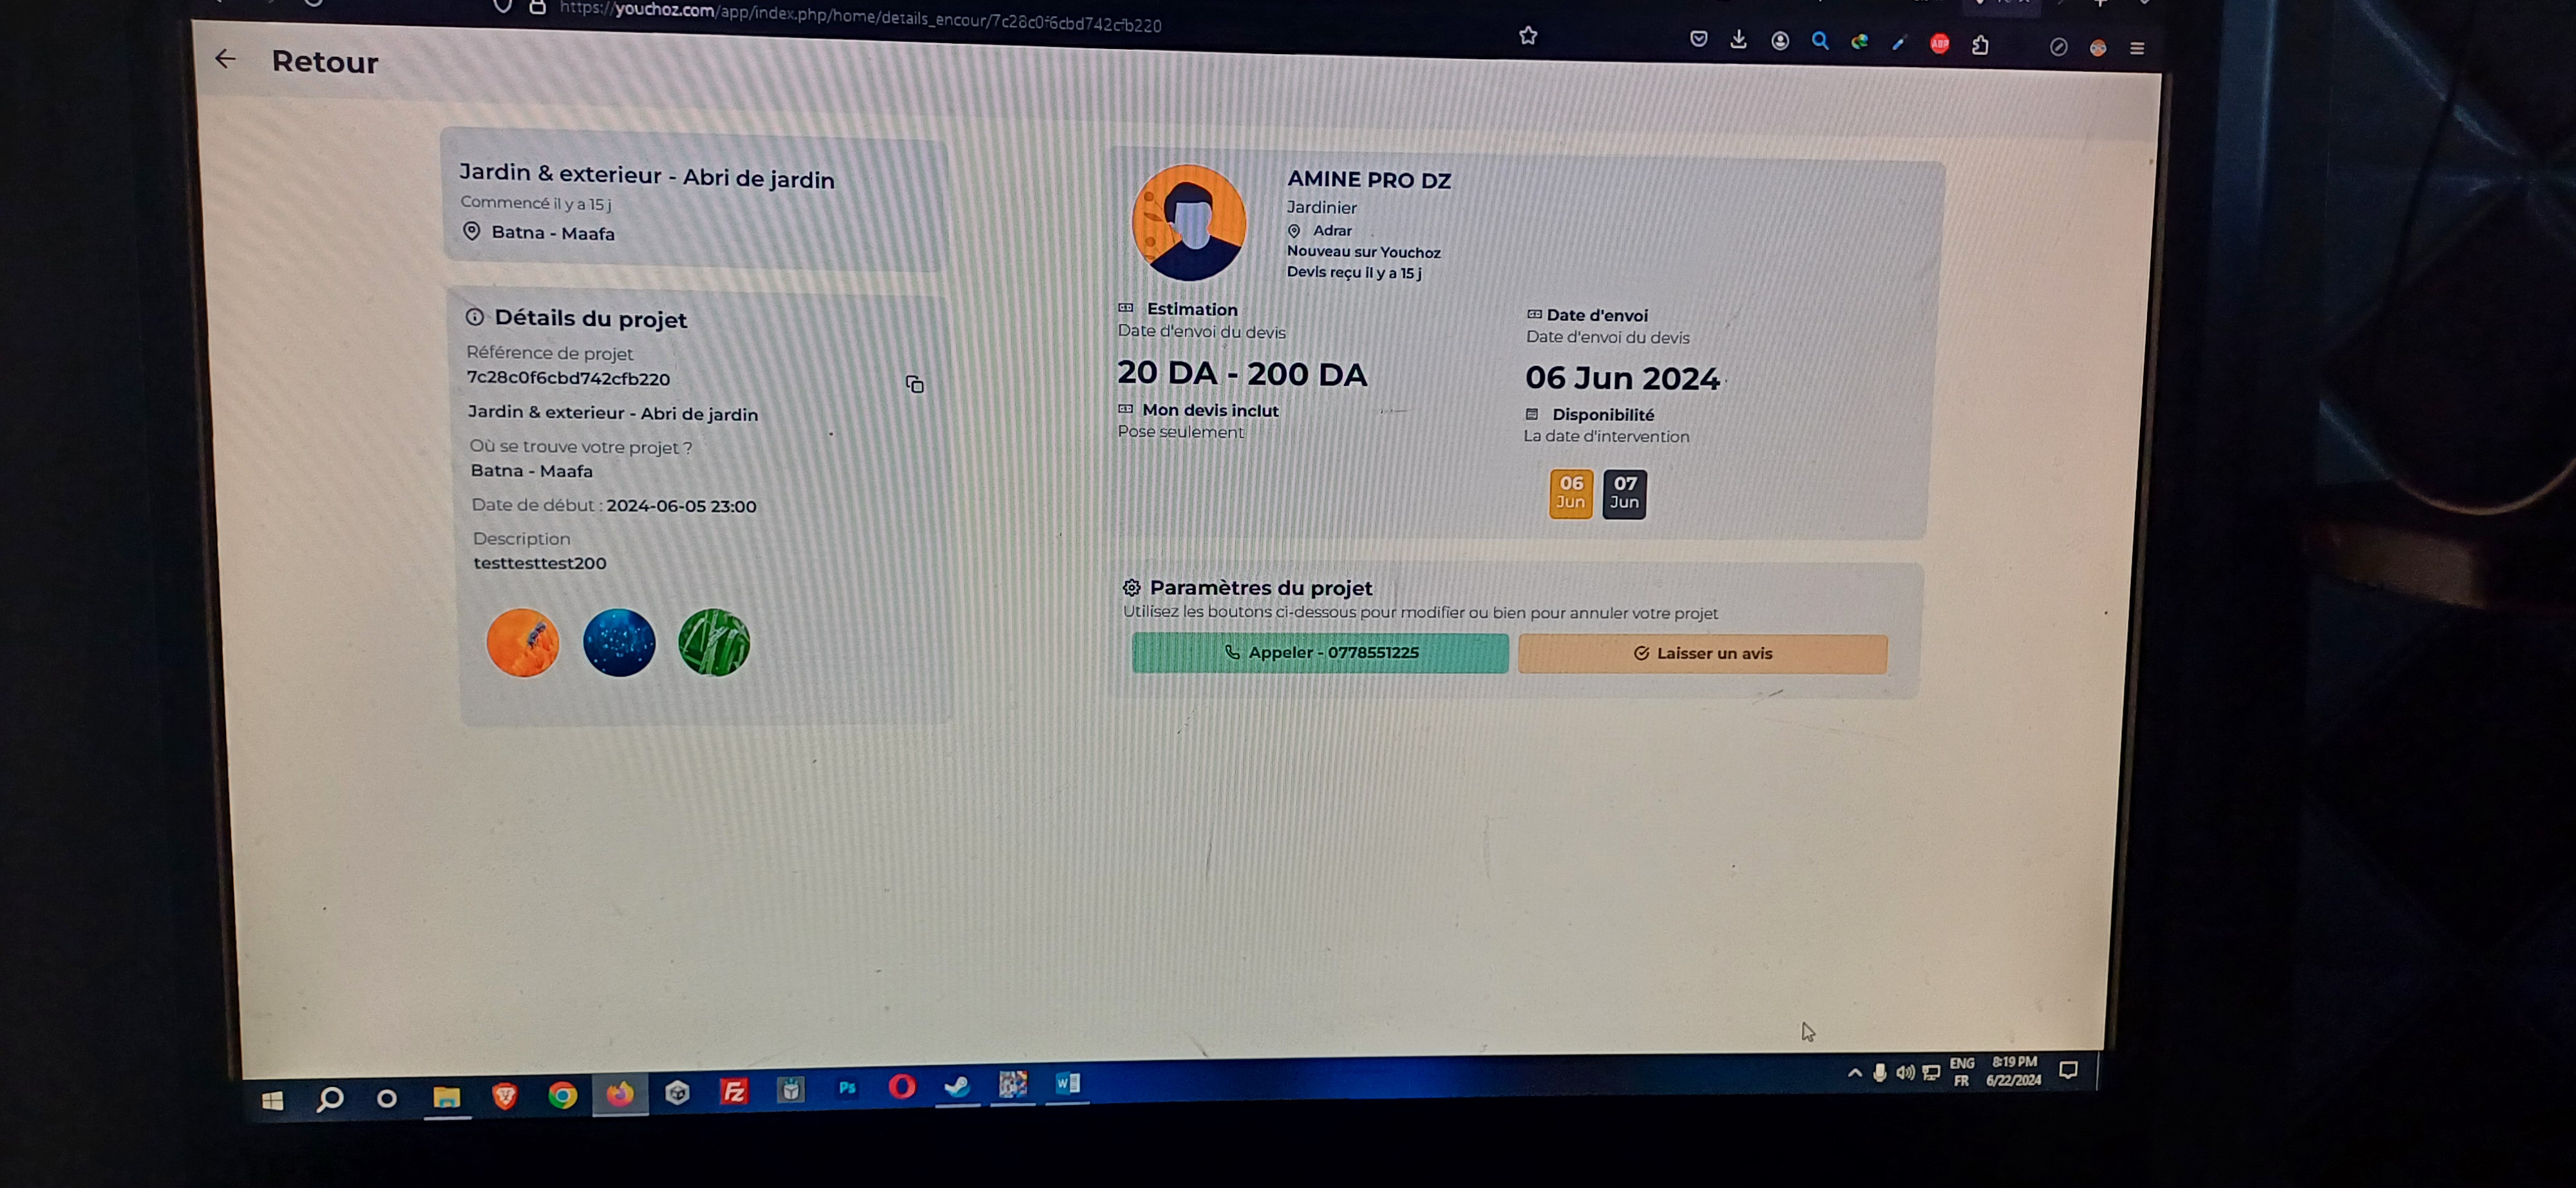 https://youchoz.com/app/index.php/home/details_encour/7c28c0f6cbd742cfb220
ABP
Retour
Jardin & exterieur - Abri de jardin
Commencé il y a 15 j
Batna - Maafa
Détails du projet
Référence de projet
7c28c0f6cbd742cfb220
Jardin & exterieur - Abri de jardin
Où se trouve votre projet ?
Batna - Maafa
Date de début : 2024-06-05 23:00
Description
testtesttest200
AMINE PRO DZ
Jardinier
Adrar
Nouveau sur Youchoz
Devis reçu il y a 15 j
Estimation
Date d'envoi du devis
20 DA - 200 DA
Mon devis inclut
Pose seulement
Date d'envoi
Date d'envoi du devis
06 Jun 2024
Disponibilité
La date d'intervention
06 07
Jun Jun
Paramètres du projet
Utilisez les boutons ci-dessous pour modifier ou bien pour annuler votre projet
Appeler - 0778551225
Laisser un avis
Fz
Ps
W
ENG
FR
8:19 PM
6/22/2024